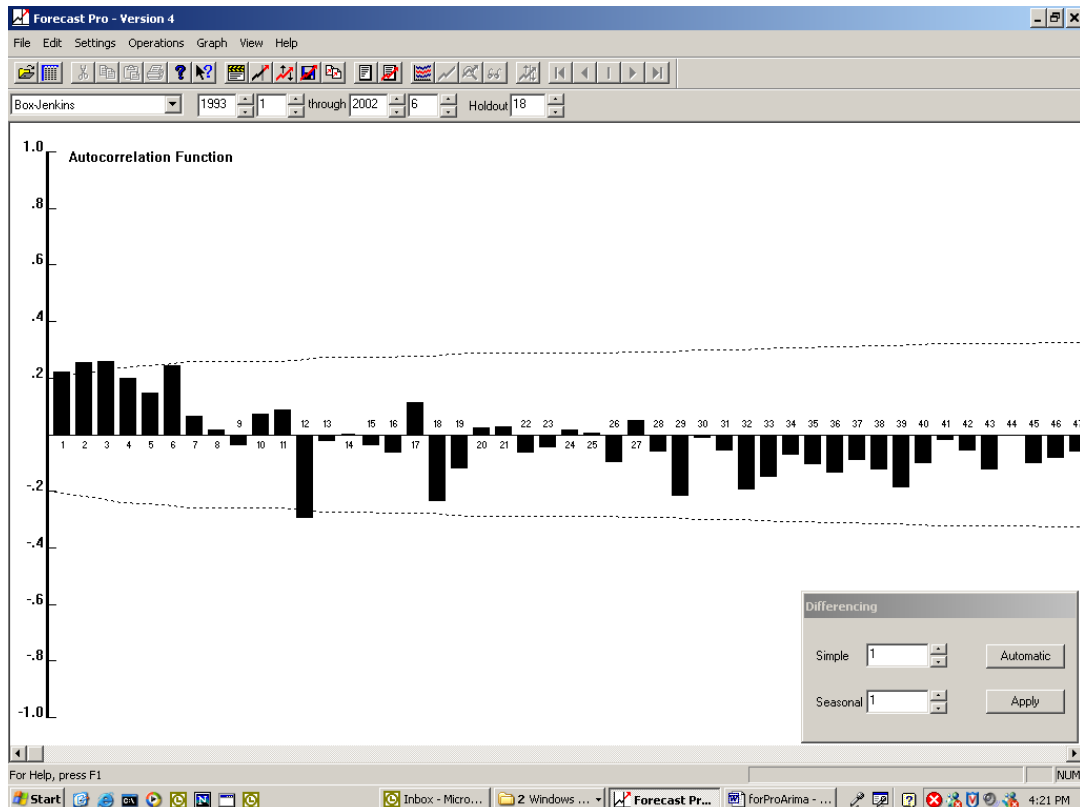 Forecast Pro - Version 4
File Edit Settings Operations Graph View Help
Box-Jenkins 1993 1 through 2002 6 Holdout 18
Autocorrelation Function
1.0
.8
.6
.4
.2
-.2
-.4
-.6
-.8
-1.0
9 12 13 15 16 18 19 22 23 26 28 29 30 31 32 33 34 35 36 37 38 39 40 41 42 43 44 45 46 47
1 2 3 4 5 6 7 8 10 11 14 17 20 21 24 25 27
Differencing
Simple 1 Automatic
Seasonal 1 Apply
For Help, press F1
NUM
Start Inbox - Micro... 2 Windows ... Forecast Pr... forProArima - ... 4:21 PM